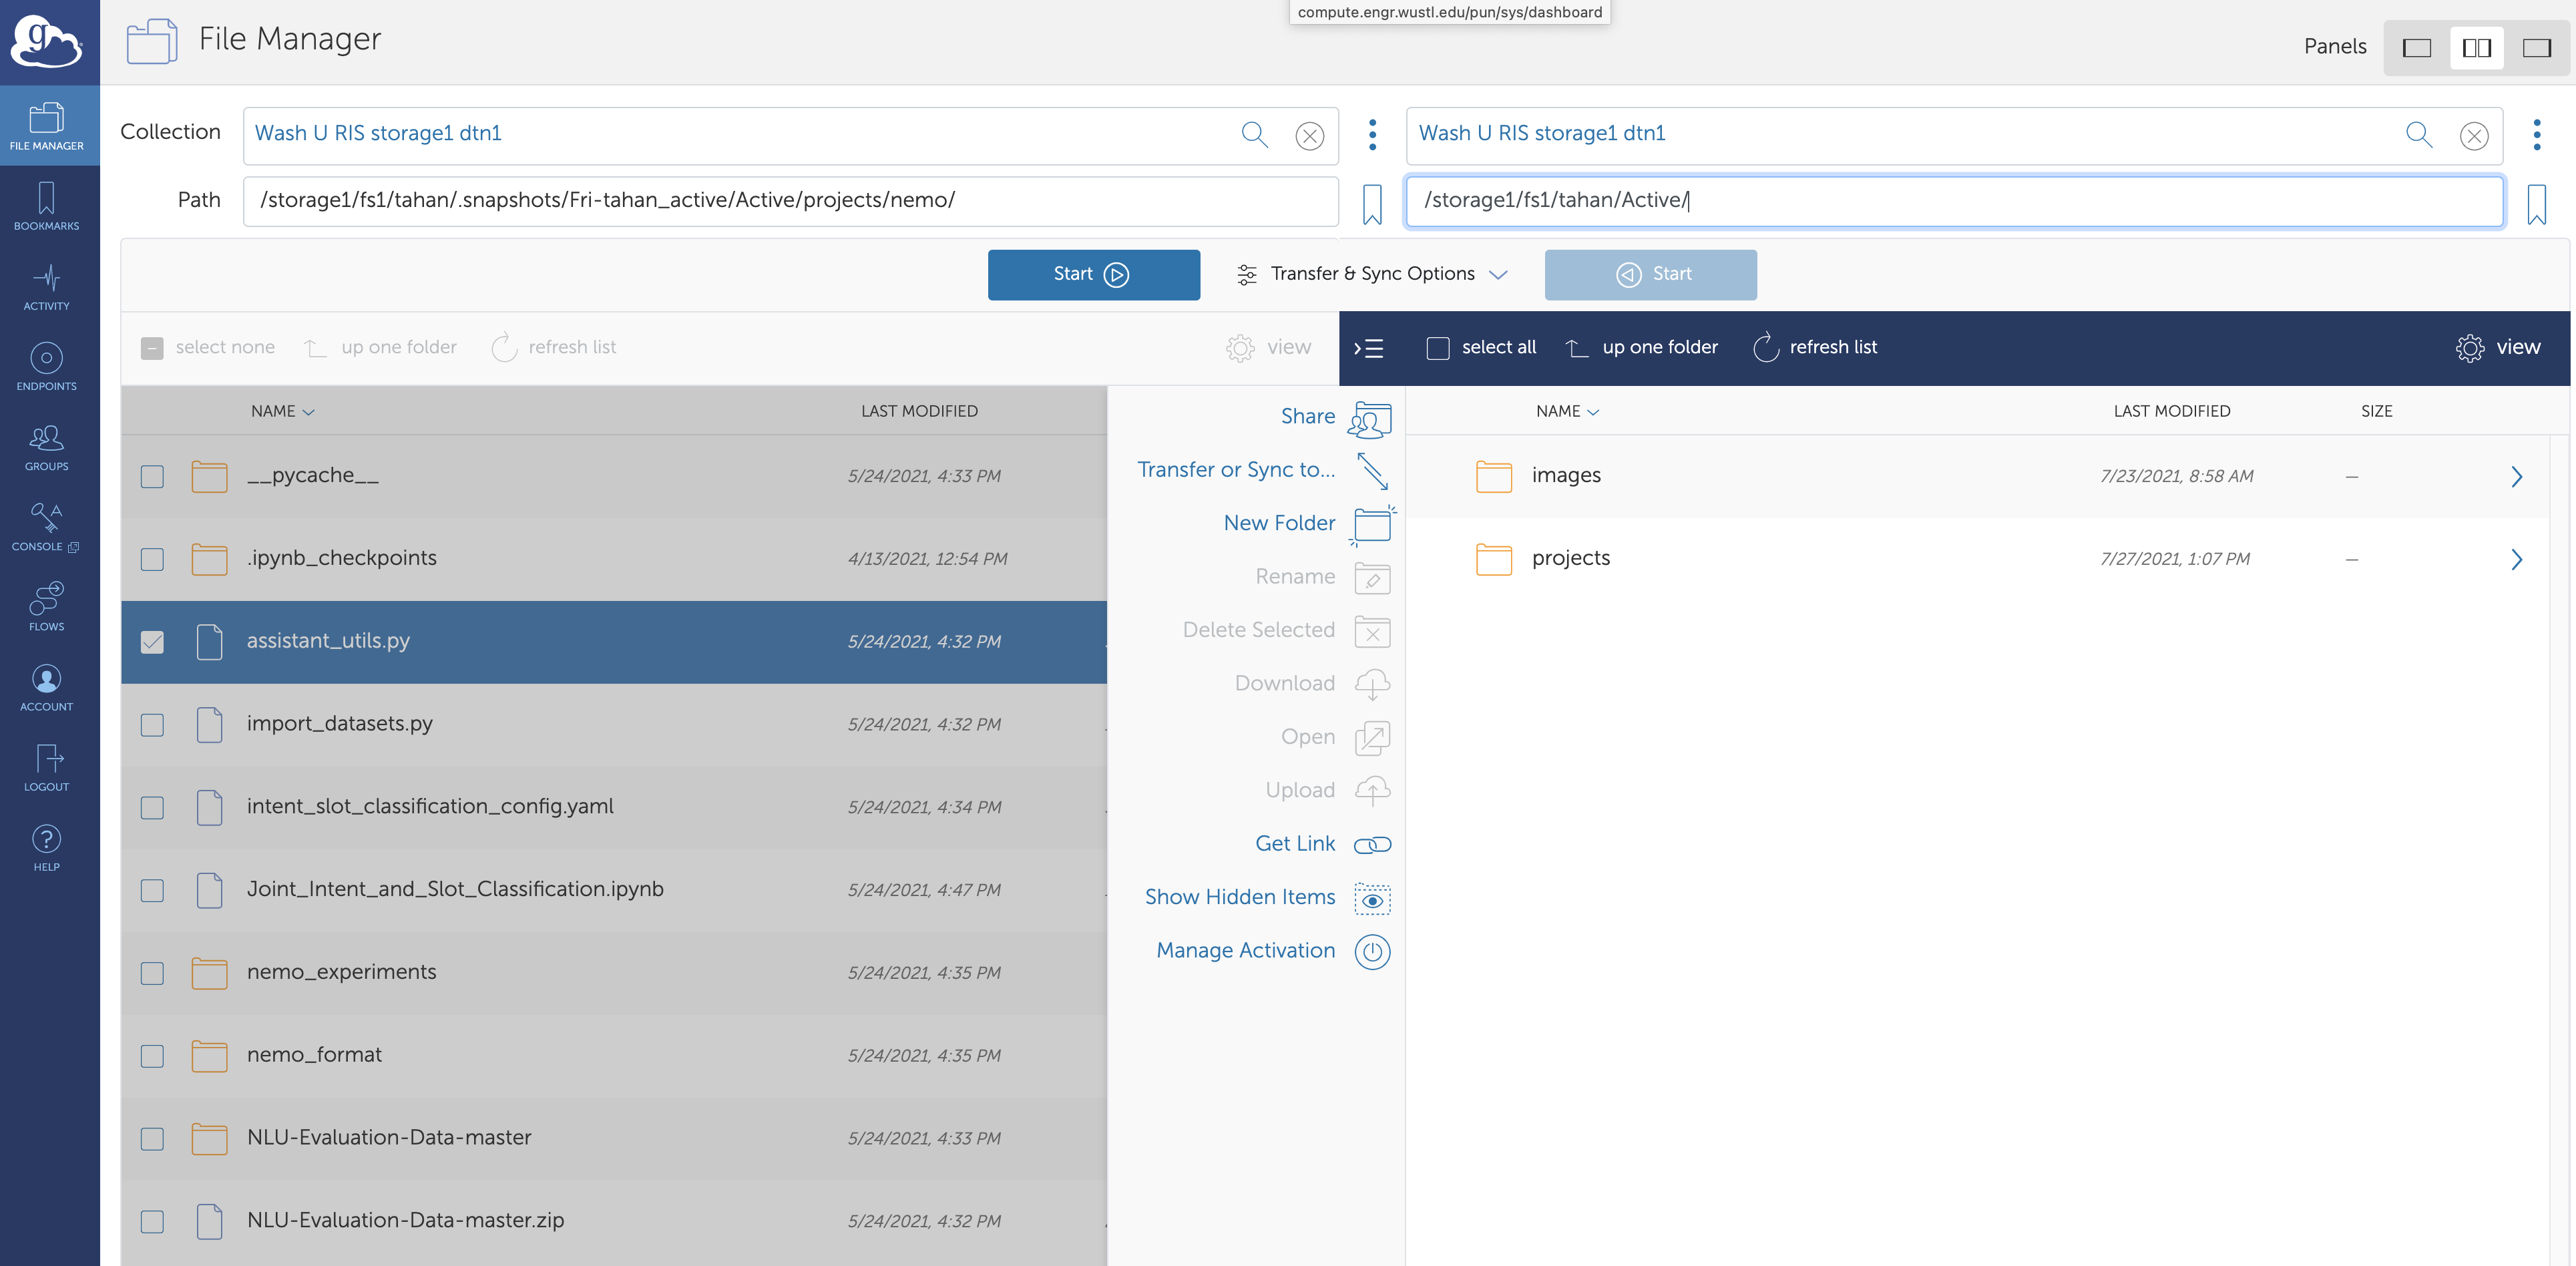 compute.engr.wustl.edu/pun/sys/dashboard
g
File Manager
Panels
FILE MANAGER
BOOKMARKS
ACTIVITY
ENDPOINTS
GROUPS
CONSOLE
FLOWS
ACCOUNT
LOGOUT
HELP
Collection
Wash U RIS storage1 dtn1
Wash U RIS storage1 dtn1
Path
/storage1/fs1/tahan/.snapshots/Fri-tahan_active/Active/projects/nemo/
/storage1/fs1/tahan/Active/
Start
Transfer & Sync Options
Start
select none
up one folder
refresh list
view
select all
up one folder
refresh list
view
NAME
LAST MODIFIED
__pycache__
5/24/2021, 4:33 PM
.ipynb_checkpoints
4/13/2021, 12:54 PM
assistant_utils.py
5/24/2021, 4:32 PM
import_datasets.py
5/24/2021, 4:32 PM
intent_slot_classification_config.yaml
5/24/2021, 4:34 PM
Joint_Intent_and_Slot_Classification.ipynb
5/24/2021, 4:47 PM
nemo_experiments
5/24/2021, 4:35 PM
nemo_format
5/24/2021, 4:35 PM
NLU-Evaluation-Data-master
5/24/2021, 4:33 PM
NLU-Evaluation-Data-master.zip
5/24/2021, 4:32 PM
Share
Transfer or Sync to...
New Folder
Rename
Delete Selected
Download
Open
Upload
Get Link
Show Hidden Items
Manage Activation
NAME
LAST MODIFIED
SIZE
images
7/23/2021, 8:58 AM
—
projects
7/27/2021, 1:07 PM
—